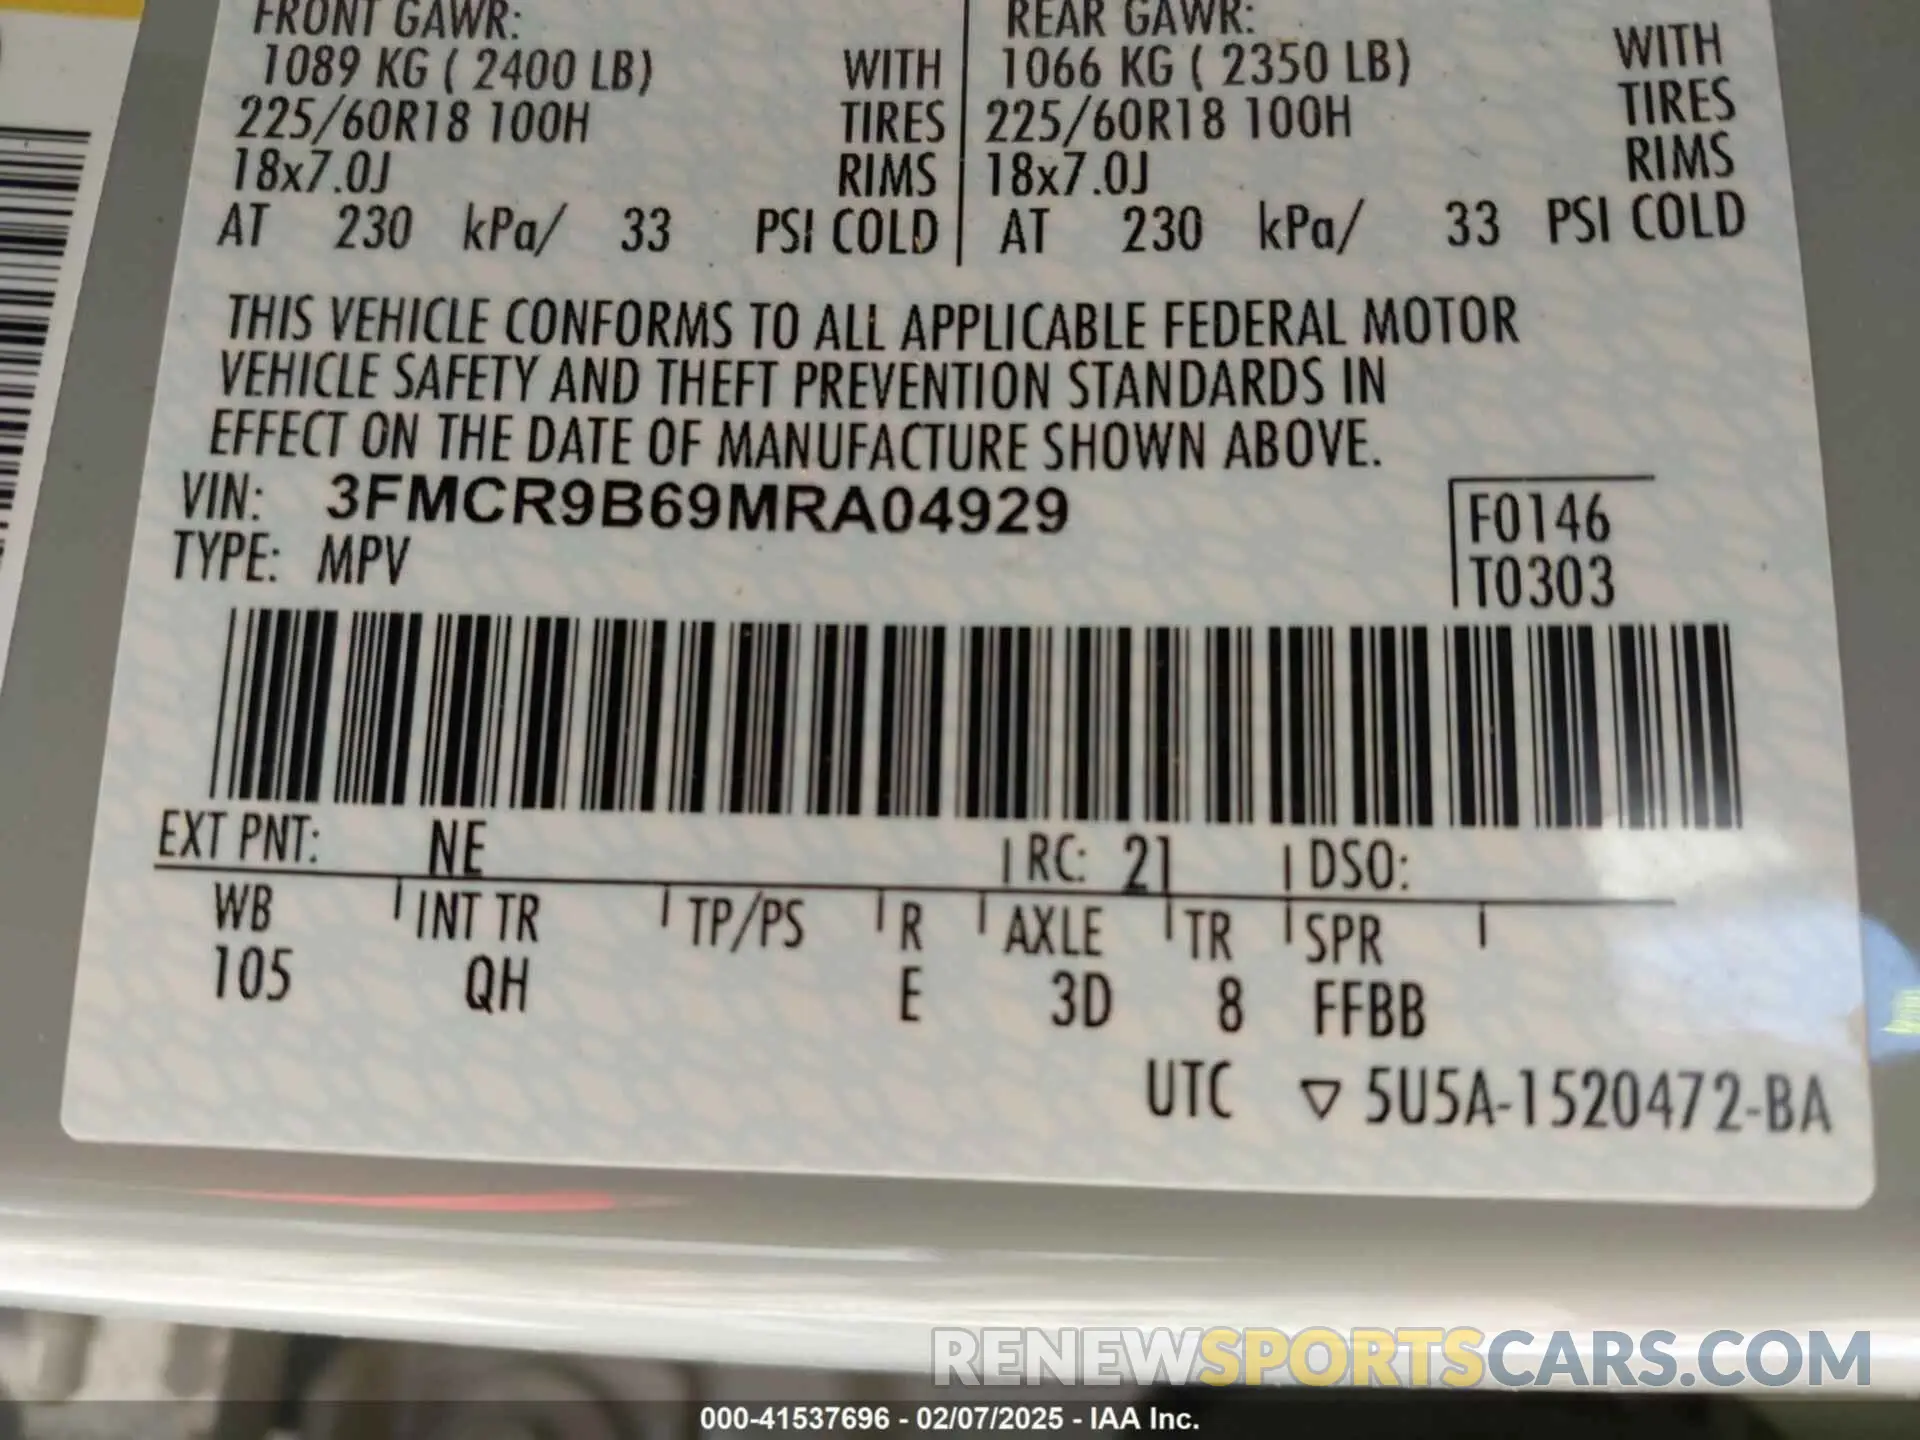 FRONT GAWR: REAR GAWR:
1089 KG ( 2400 LB) WITH 1066 KG ( 2350 LB) WITH
225/60R18 100H TIRES 225/60R18 100H TIRES
18x7.0J RIMS 18x7.0J RIMS
AT 230 kPa/ 33 PSI COLD AT 230 kPa/ 33 PSI COLD
THIS VEHICLE CONFORMS TO ALL APPLICABLE FEDERAL MOTOR
VEHICLE SAFETY AND THEFT PREVENTION STANDARDS IN
EFFECT ON THE DATE OF MANUFACTURE SHOWN ABOVE.
VIN: 3FMCR9B69MRA04929 F0146
TYPE: MPV T0303
EXT PNT: NE RC: 21 DSO:
WB INT TR TP/PS R AXLE TR SPR
105 QH E 3D 8 FFBB
UTC ▽ 5U5A-1520472-BA
RENEWSPORTSCARS.COM
000-41537696 - 02/07/2025 - IAA Inc.